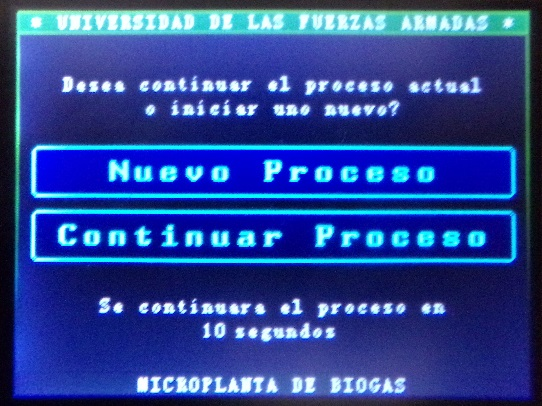 * UNIVERSIDAD DE LAS FUERZAS ARMADAS *
Desea continuar el proceso actual
o iniciar uno nuevo?
Nuevo Proceso
Continuar Proceso
Se continuara el proceso en
10 segundos
MICROPLANTA DE BIOGAS